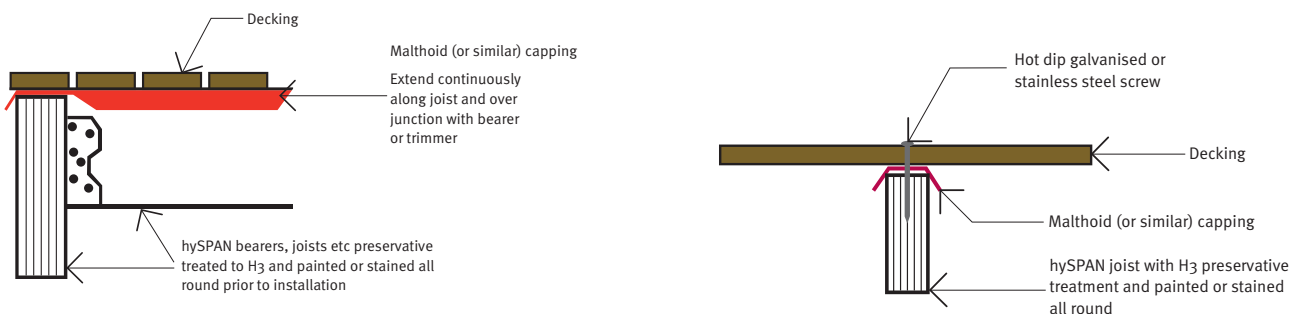 Decking
Malthoid (or similar) capping
Extend continuously
along joist and over
junction with bearer
or trimmer
hySPAN bearers, joists etc preservative
treated to H3 and painted or stained all
round prior to installation
Hot dip galvanised or
stainless steel screw
Decking
Malthoid (or similar) capping
hySPAN joist with H3 preservative
treatment and painted or stained
all round